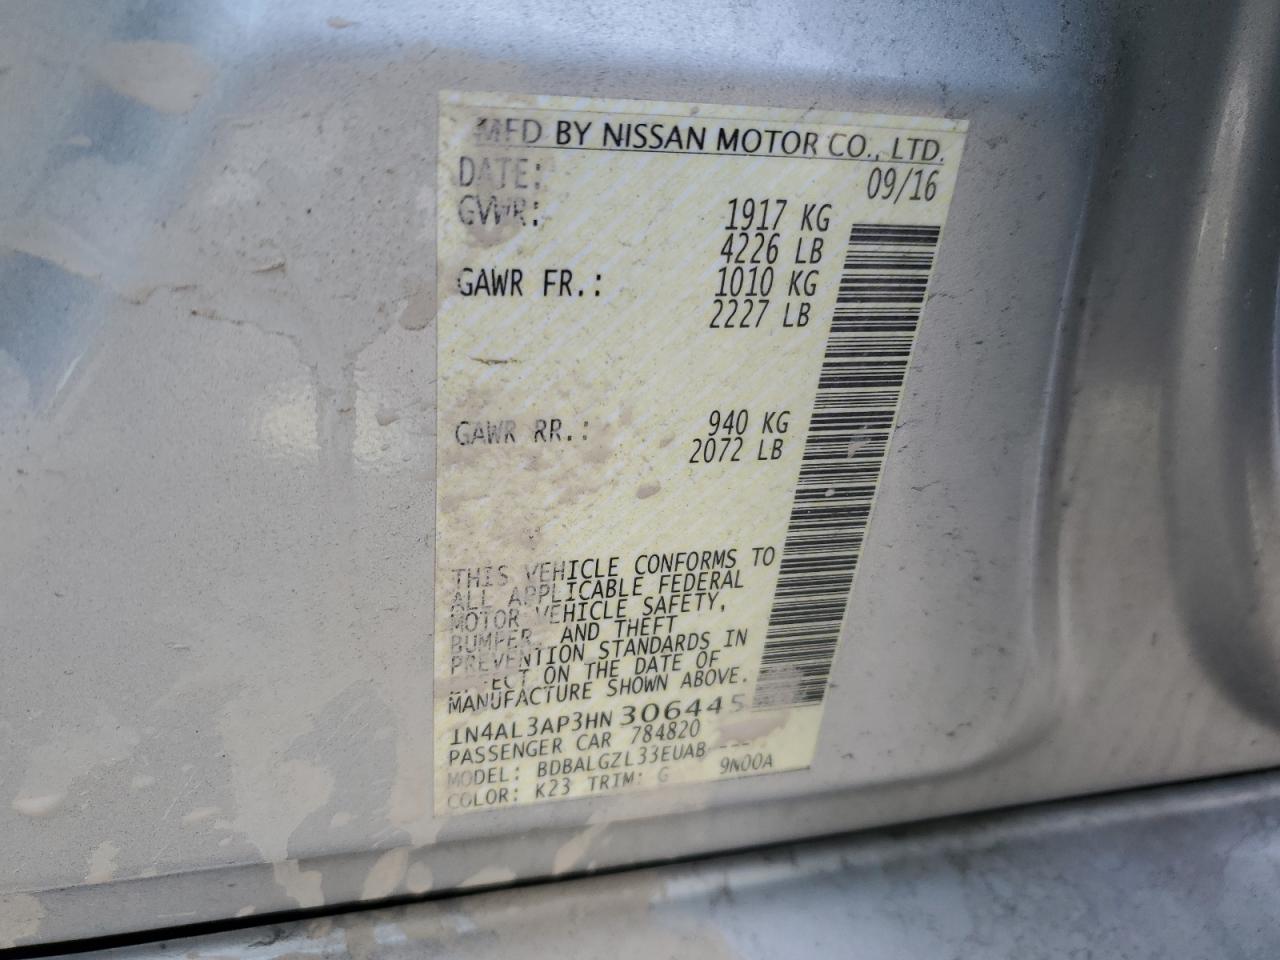 MFD BY NISSAN MOTOR CO., LTD.
DATE: 09/16
GVWR: 1917 KG
4226 LB
GAWR FR.: 1010 KG
2227 LB
GAWR RR.: 940 KG
2072 LB
THIS VEHICLE CONFORMS TO
ALL APPLICABLE FEDERAL
MOTOR VEHICLE SAFETY,
BUMPER, AND THEFT
PREVENTION STANDARDS IN
EFFECT ON THE DATE OF
MANUFACTURE SHOWN ABOVE.
1N4AL3AP3HN306445
PASSENGER CAR 784820
MODEL: BDBALGZL33EUAB ----
COLOR: K23 TRIM: G 9N00A